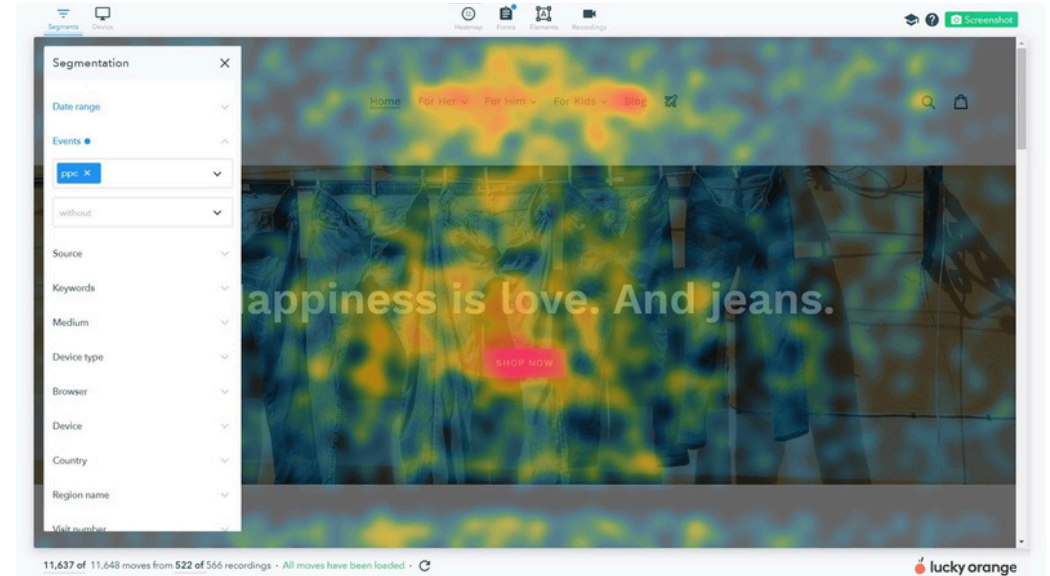 Segments
Device
Heatmap
Forms
Elements
Recordings
Screenshot
Segmentation
Date range
Events
ppc ×
without
Source
Keywords
Medium
Device type
Browser
Device
Country
Region name
Visit number
Home For Her For Him For Kids Blog
appiness is love. And jeans.
SHOP NOW
11,637 of 11,648 moves from 522 of 566 recordings · All moves have been loaded ·
lucky orange